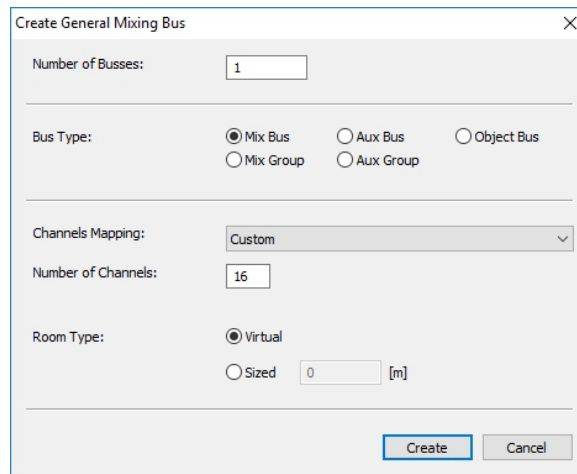 Create General Mixing Bus
Number of Busses: 1
Bus Type: Mix Bus Aux Bus Object Bus
Mix Group Aux Group
Channels Mapping: Custom
Number of Channels: 16
Room Type: Virtual
Sized 0 [m]
Create Cancel